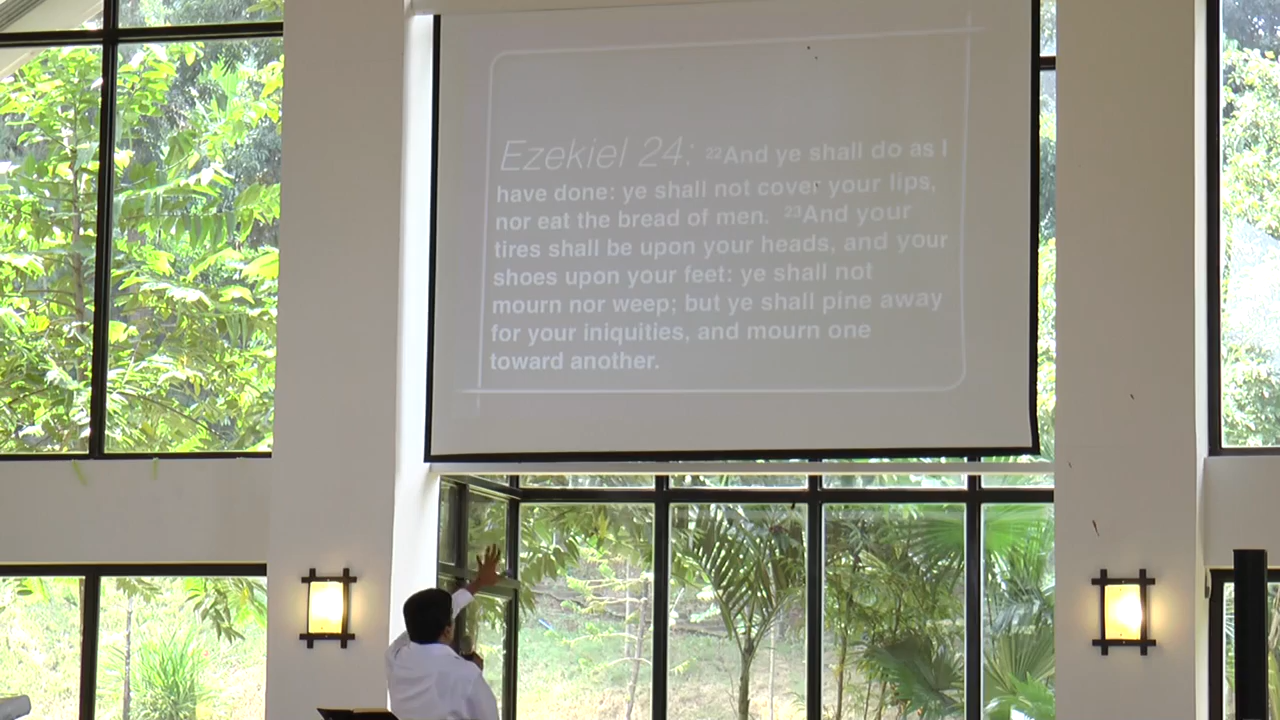 Ezekiel 24: ²²And ye shall do as I
have done: ye shall not cover your lips,
nor eat the bread of men. ²³And your
tires shall be upon your heads, and your
shoes upon your feet: ye shall not
mourn nor weep; but ye shall pine away
for your iniquities, and mourn one
toward another.